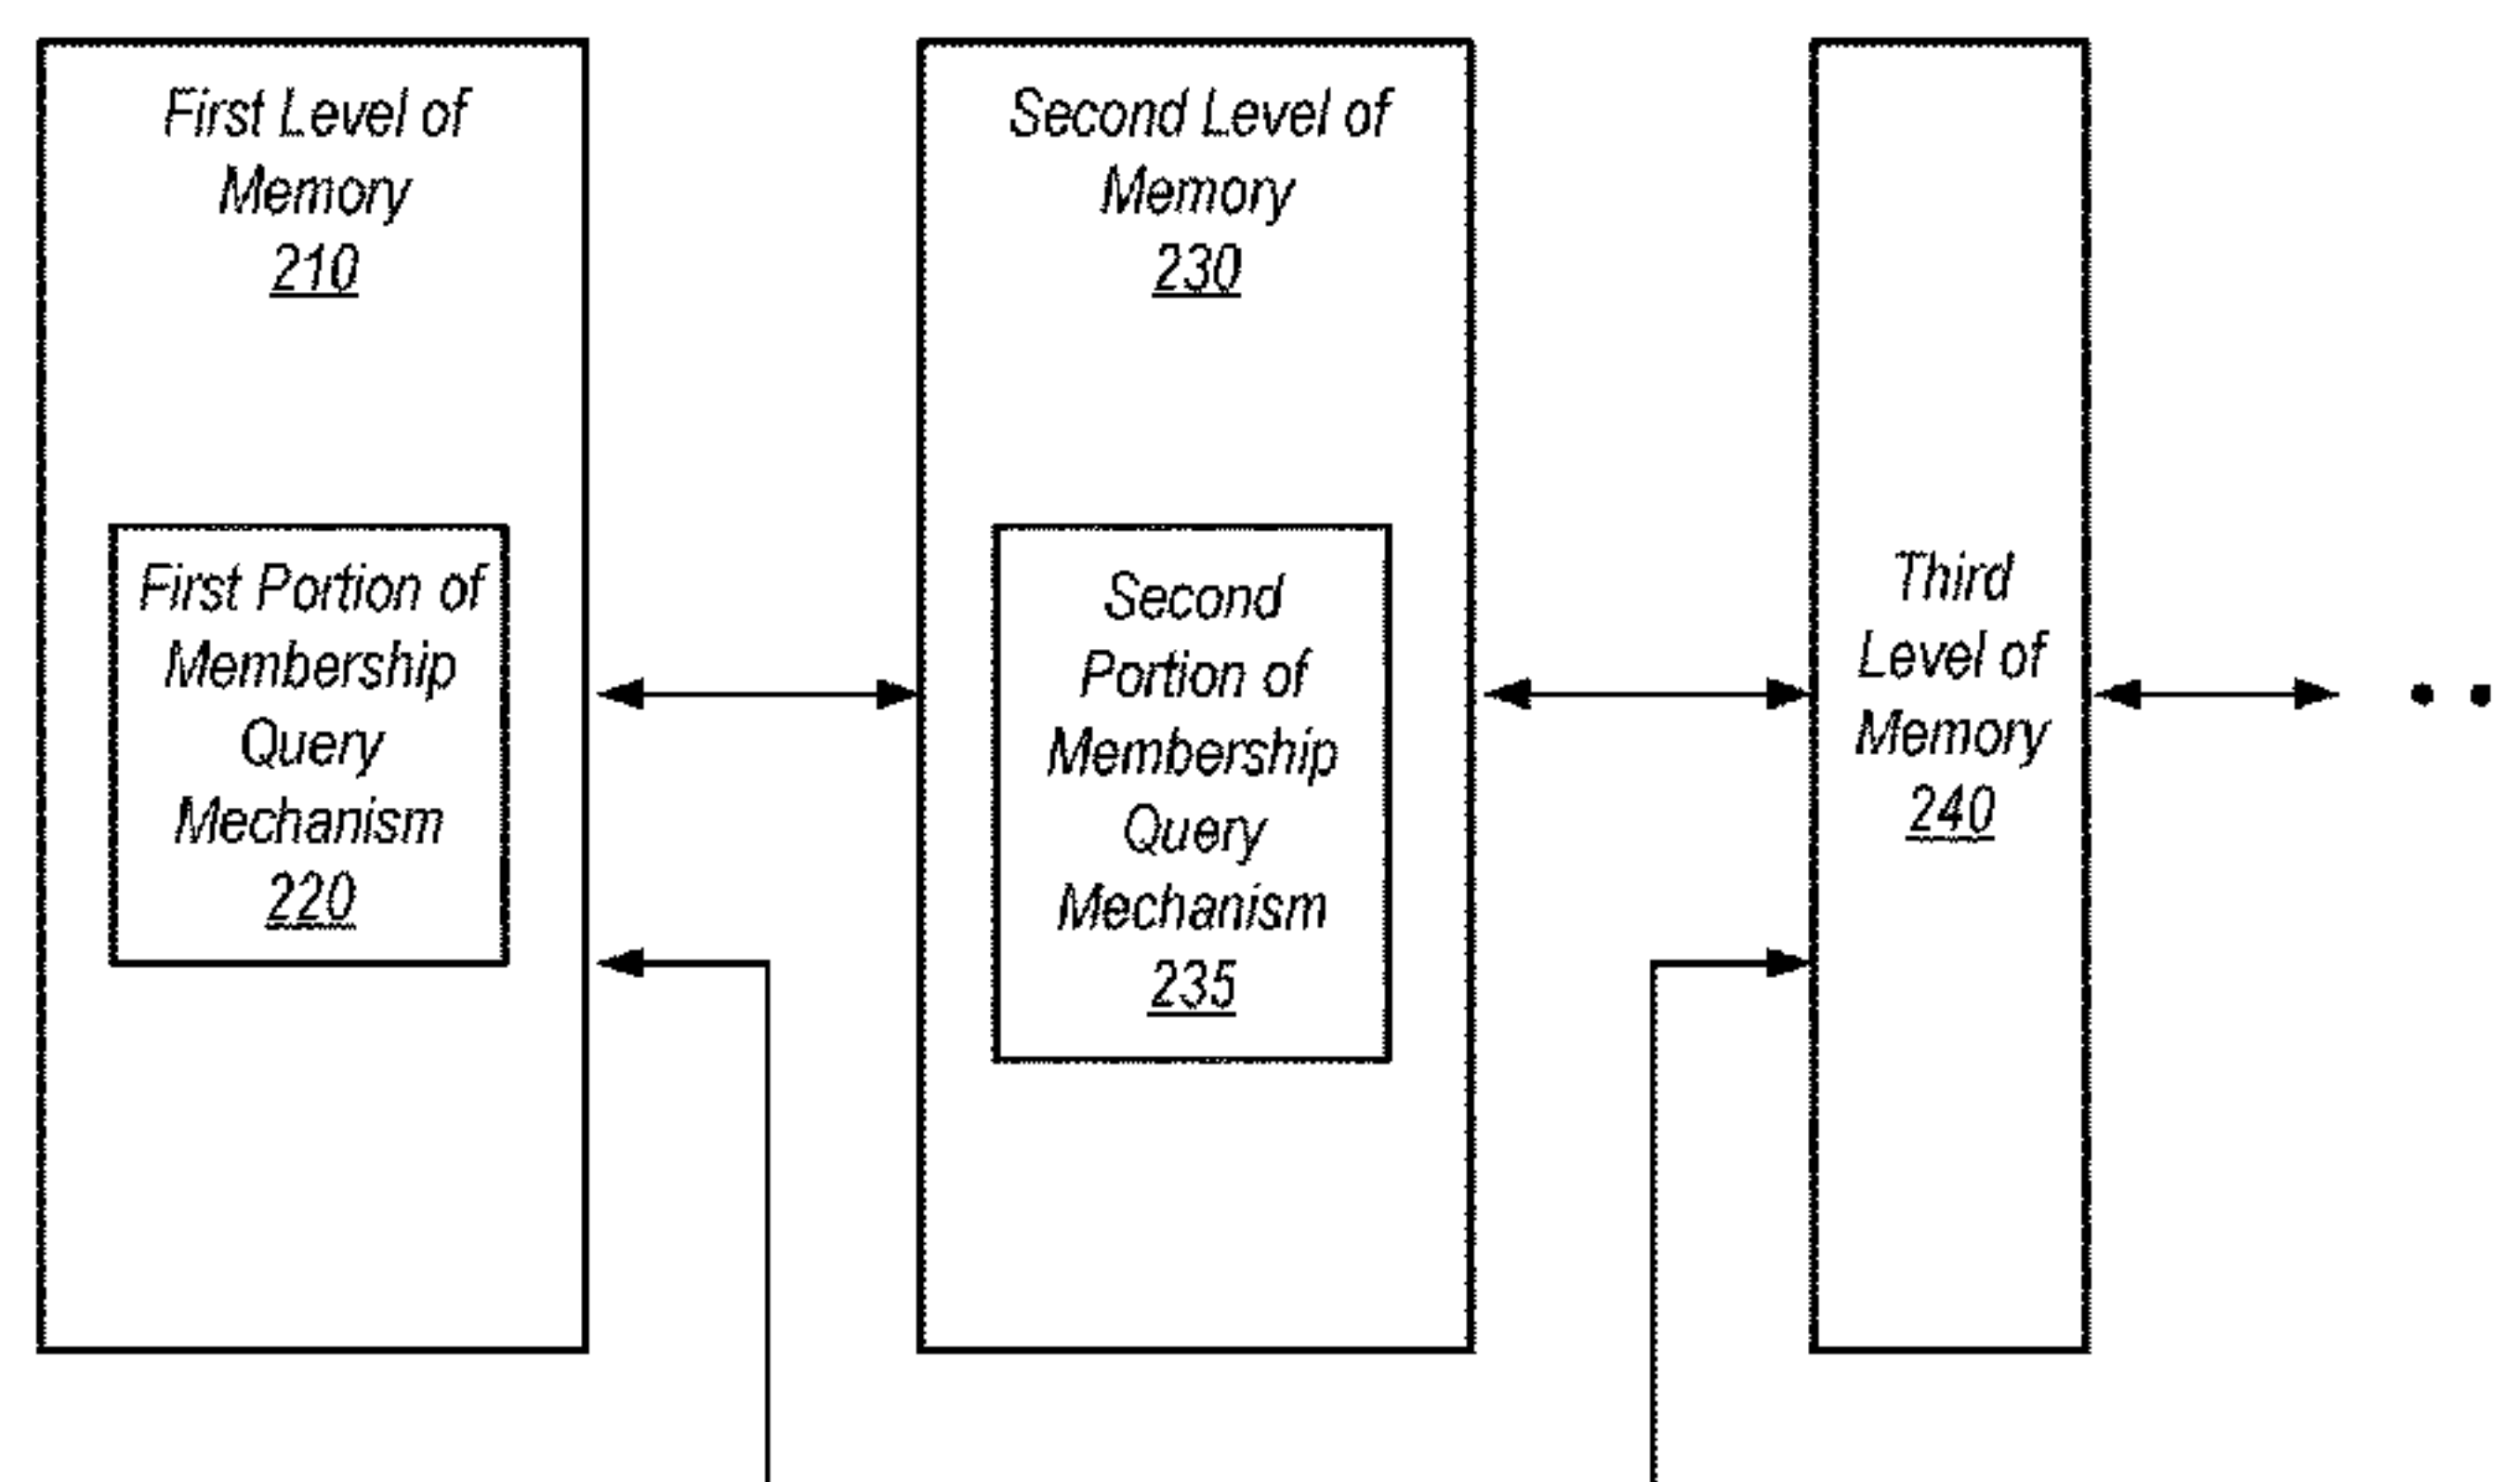 First Level of
Memory
210
First Portion of
Membership
Query
Mechanism
220
Second Level of
Memory
230
Second
Portion of
Membership
Query
Mechanism
235
Third
Level of
Memory
240